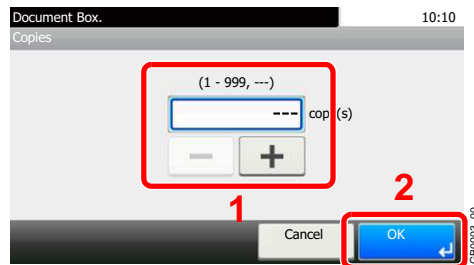 Document Box. 10:10
Copies
(1 - 999, ---)
--- cop (s)
1
2
Cancel OK